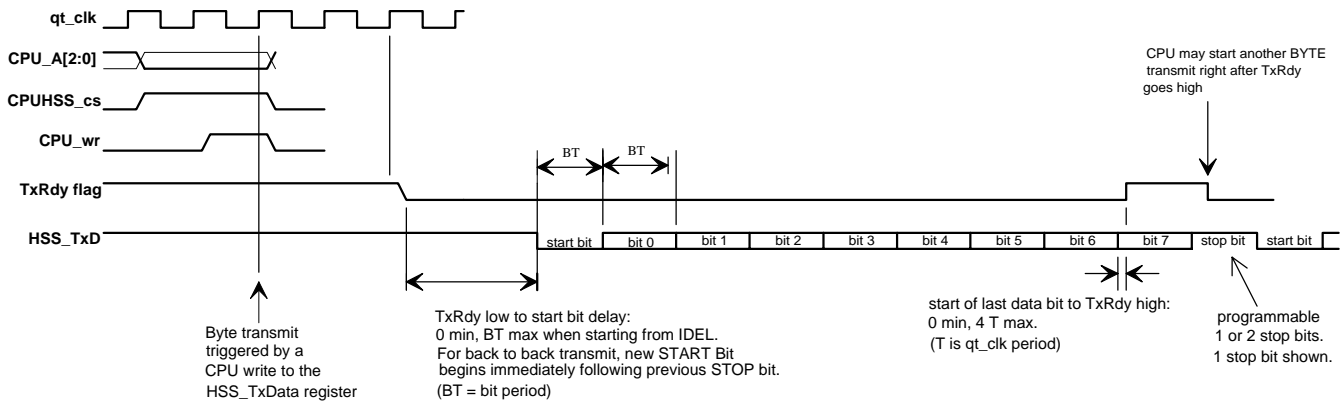 qt_clk
CPU_A[2:0]
CPUHSS_cs
CPU_wr
TxRdy flag
HSS_TxD
CPU may start another BYTE
transmit right after TxRdy
goes high
BT
BT
start bit
bit 0
bit 1
bit 2
bit 3
bit 4
bit 5
bit 6
bit 7
stop bit
start bit
Byte transmit
triggered by a
CPU write to the
HSS_TxData register
TxRdy low to start bit delay:
0 min, BT max when starting from IDEL.
For back to back transmit, new START Bit
begins immediately following previous STOP bit.
(BT = bit period)
start of last data bit to TxRdy high:
0 min, 4 T max.
(T is qt_clk period)
programmable
1 or 2 stop bits.
1 stop bit shown.